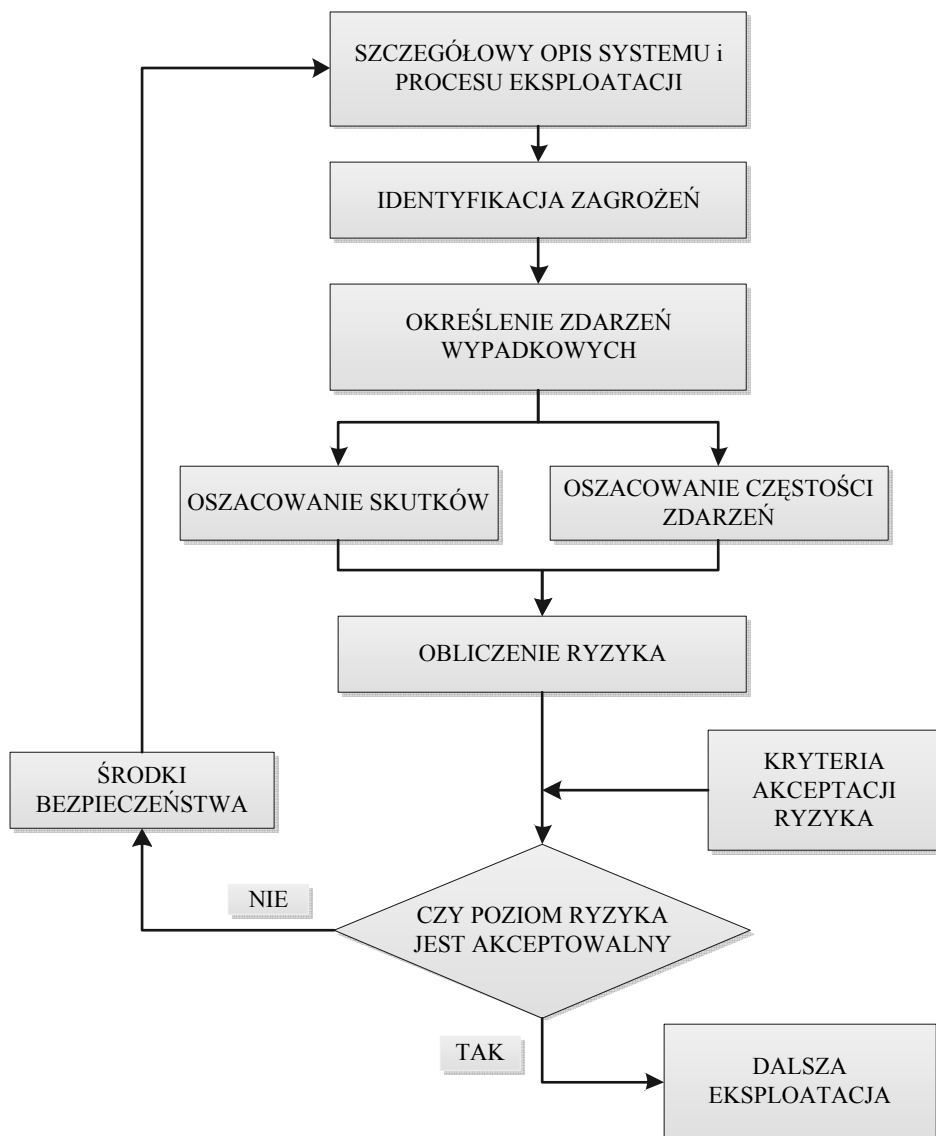 SZCZEGÓŁOWY OPIS SYSTEMU i
PROCESU EKSPLOATACJI
IDENTYFIKACJA ZAGROŻEŃ
OKREŚLENIE ZDARZEŃ
WYPADKOWYCH
OSZACOWANIE SKUTKÓW
OSZACOWANIE CZĘSTOŚCI
ZDARZEŃ
OBLICZENIE RYZYKA
ŚRODKI
BEZPIECZEŃSTWA
KRYTERIA
AKCEPTACJI
RYZYKA
NIE
CZY POZIOM RYZYKA
JEST AKCEPTOWALNY
TAK
DALSZA
EKSPLOATACJA